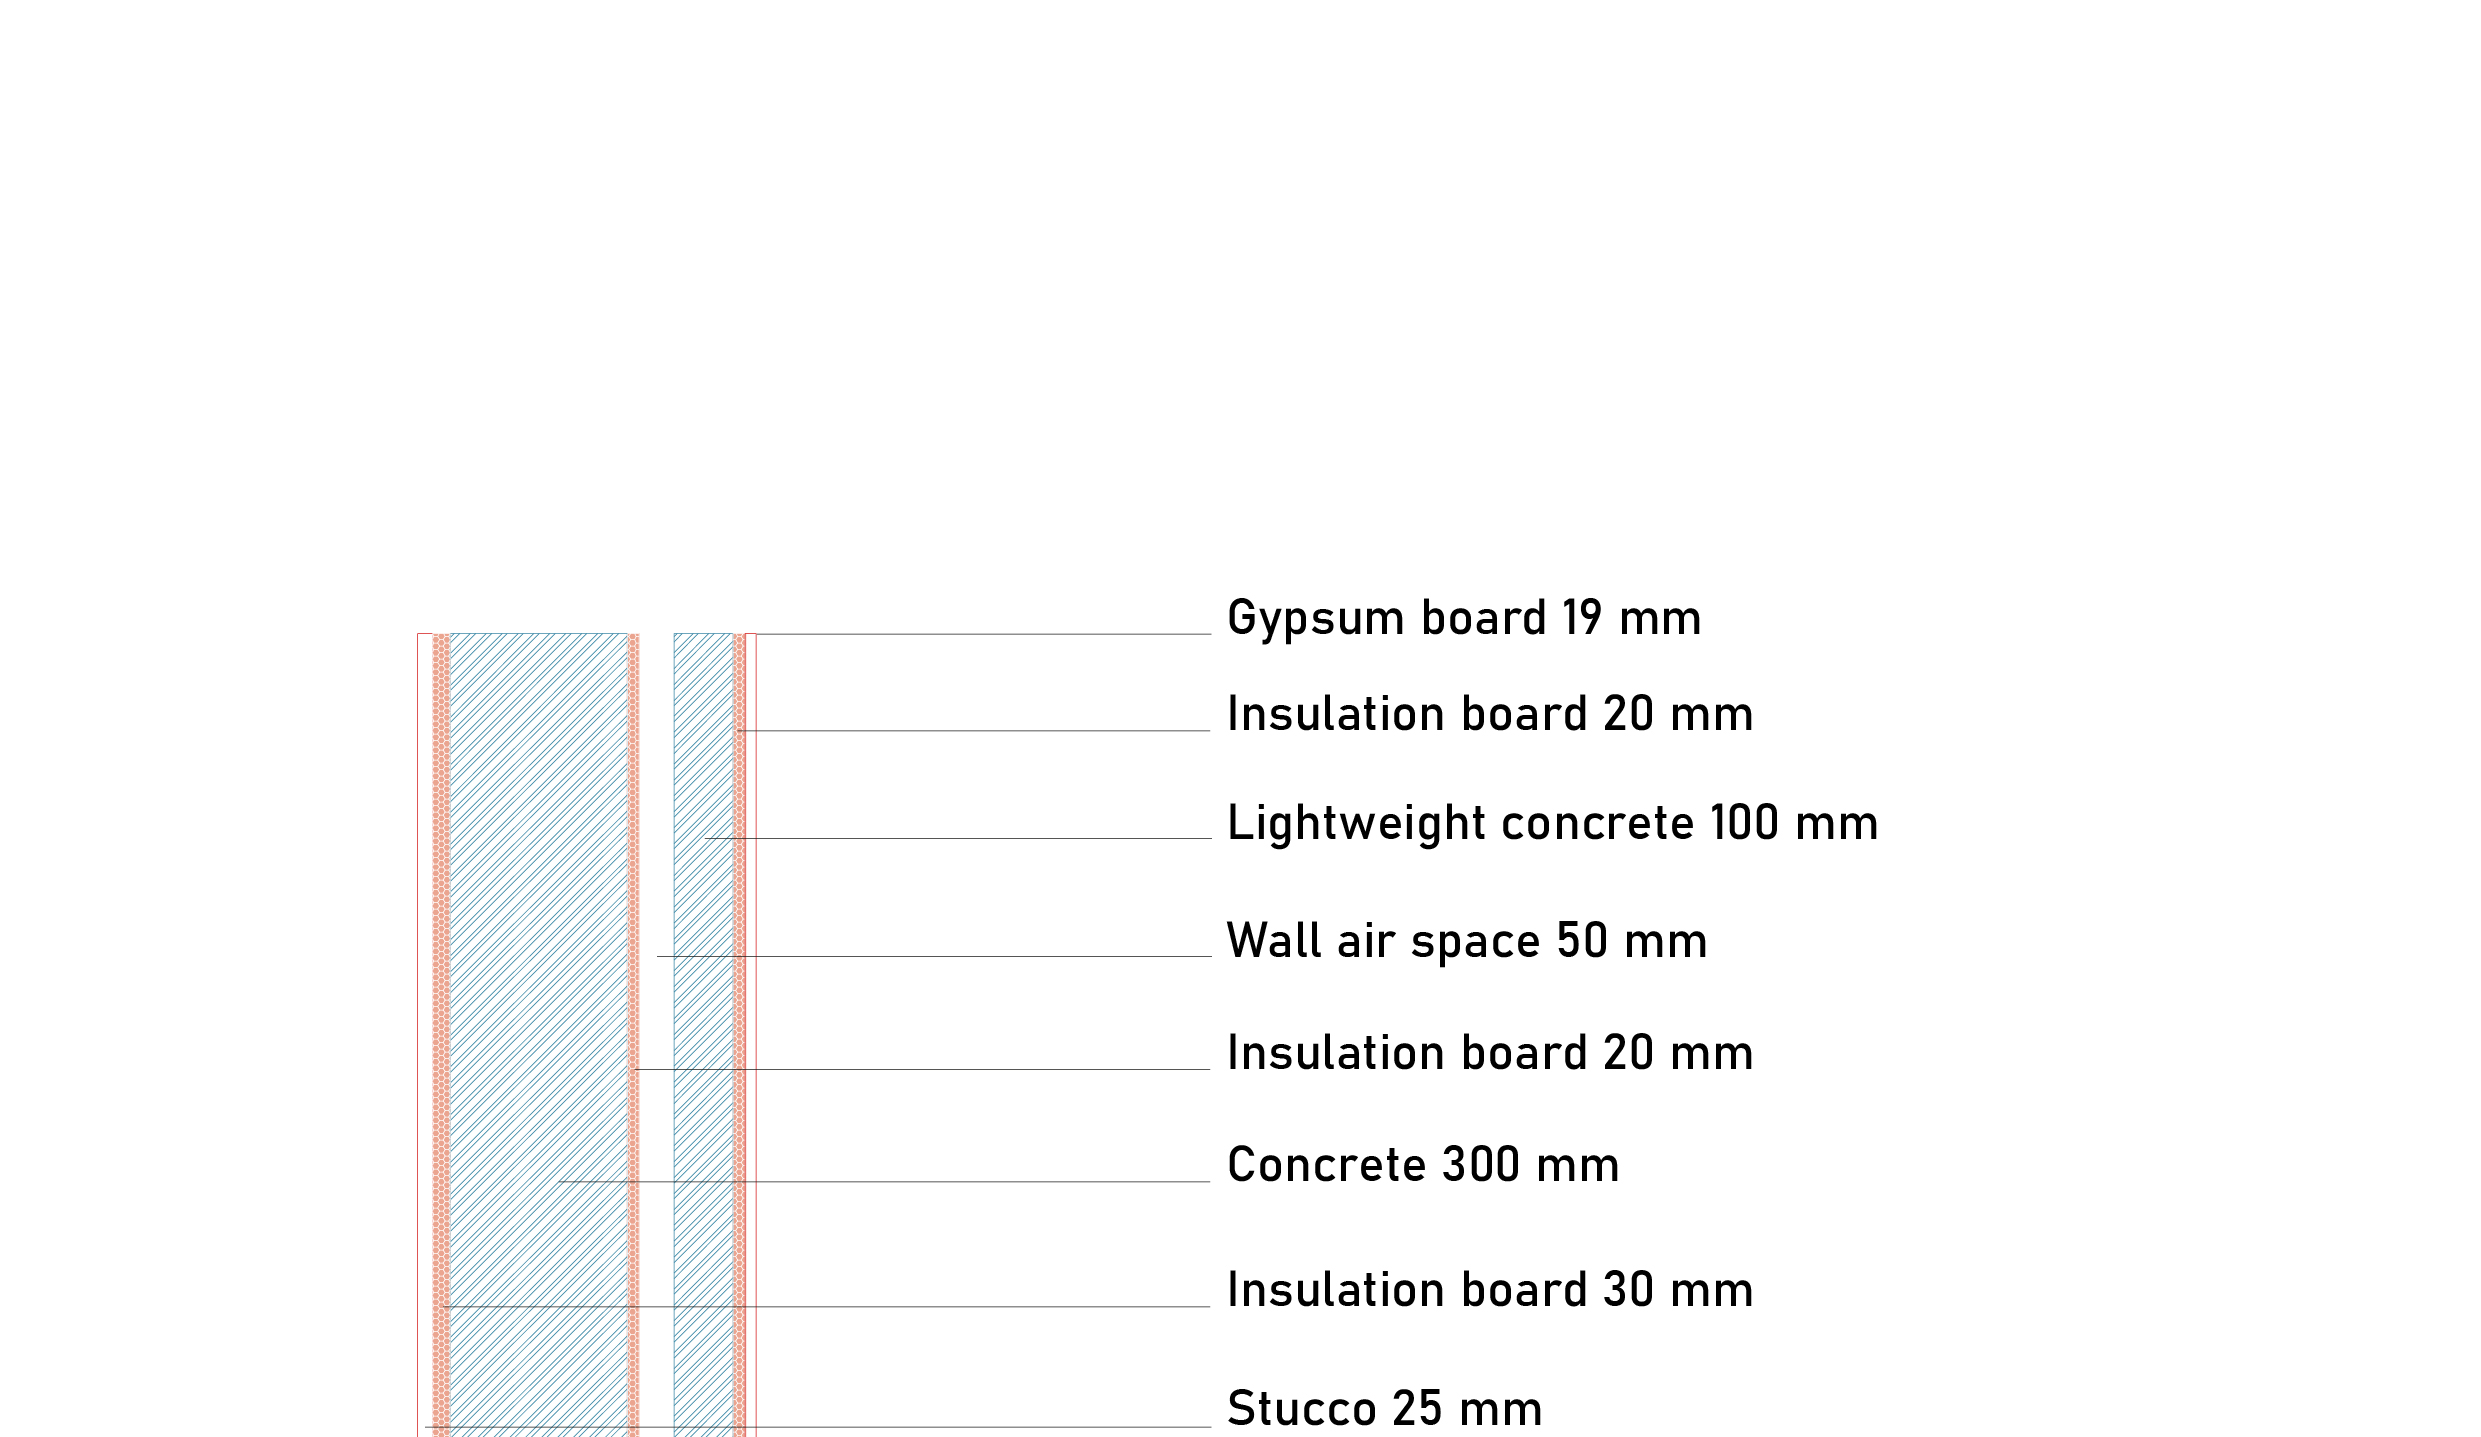 Gypsum board 19 mm
Insulation board 20 mm
Lightweight concrete 100 mm
Wall air space 50 mm
Insulation board 20 mm
Concrete 300 mm
Insulation board 30 mm
Stucco 25 mm